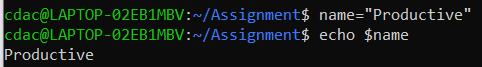 cdac@LAPTOP-02EB1MBV:~/Assignment$ name="Productive"
cdac@LAPTOP-02EB1MBV:~/Assignment$ echo $name
Productive